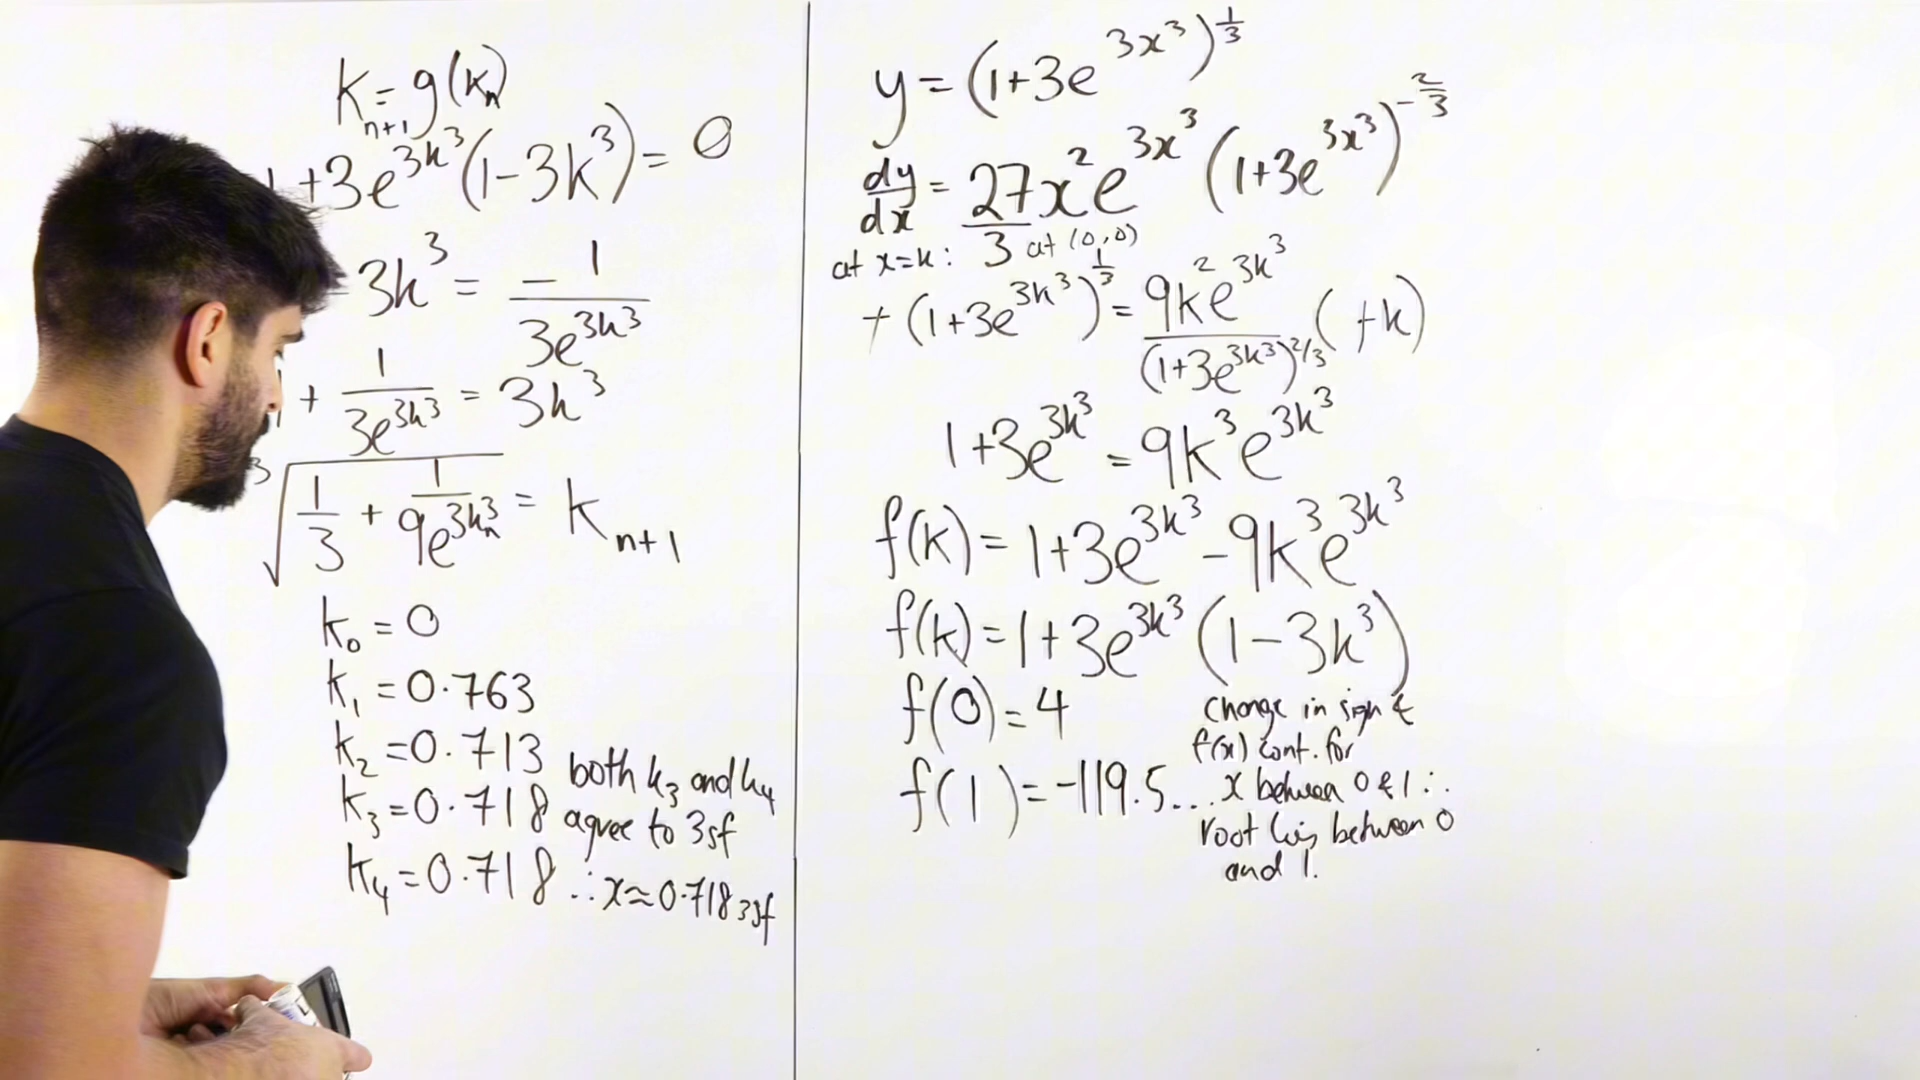 k_{n+1} = g(k_n)
1 + 3e^{3k^3}(1 - 3k^3) = 0
- 3k^3 = -1/(3e^{3k^3})
1 + 1/(3e^{3k^3}) = 3k^3
∛(1/3 + 1/(9e^{3k_n^3})) = k_{n+1}
k_0 = 0
k_1 = 0.763
k_2 = 0.713
k_3 = 0.718
k_4 = 0.718
both k_3 and k_4
agree to 3sf
∴ x ≈ 0.718 3sf
y = (1+3e^{3x^3})^{1/3}
dy/dx = 27/3 x^2 e^{3x^3} (1+3e^{3x^3})^{-2/3}
at x=k: at (0,0)
+ (1+3e^{3k^3})^{1/3} = 9k^2e^{3k^3}/(1+3e^{3k^3})^{2/3} (+k)
1+3e^{3k^3} = 9k^3e^{3k^3}
f(k) = 1+3e^{3k^3} - 9k^3e^{3k^3}
f(k) = 1+3e^{3k^3} (1-3k^3)
f(0) = 4
f(1) = -119.5...
change in sign &
f(x) cont. for
x between 0 & 1 ∴
root lies between 0
and 1.